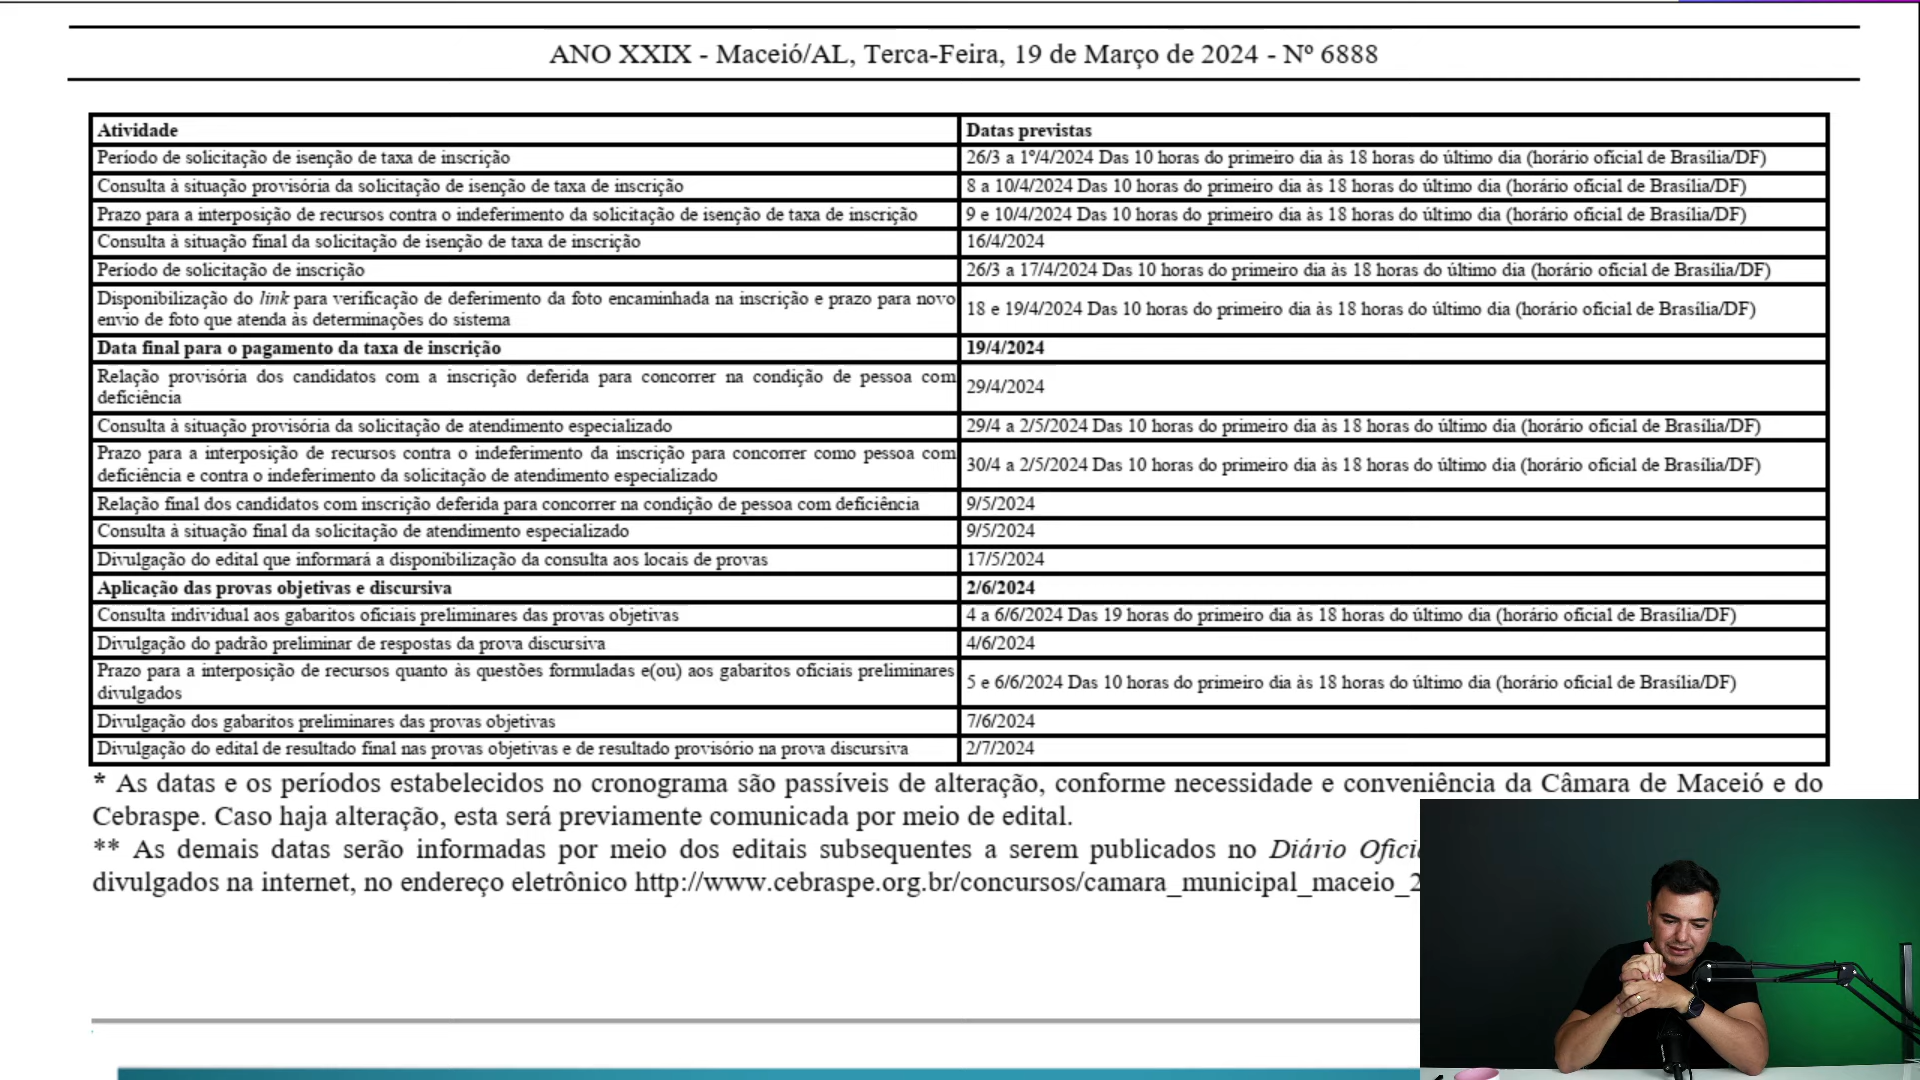 ANO XXIX - Maceió/AL, Terca-Feira, 19 de Março de 2024 - Nº 6888
Atividade Datas previstas
Período de solicitação de isenção de taxa de inscrição 26/3 a 1º/4/2024 Das 10 horas do primeiro dia às 18 horas do último dia (horário oficial de Brasília/DF)
Consulta à situação provisória da solicitação de isenção de taxa de inscrição 8 a 10/4/2024 Das 10 horas do primeiro dia às 18 horas do último dia (horário oficial de Brasília/DF)
Prazo para a interposição de recursos contra o indeferimento da solicitação de isenção de taxa de inscrição 9 e 10/4/2024 Das 10 horas do primeiro dia às 18 horas do último dia (horário oficial de Brasília/DF)
Consulta à situação final da solicitação de isenção de taxa de inscrição 16/4/2024
Período de solicitação de inscrição 26/3 a 17/4/2024 Das 10 horas do primeiro dia às 18 horas do último dia (horário oficial de Brasília/DF)
Disponibilização do link para verificação de deferimento da foto encaminhada na inscrição e prazo para novo
envio de foto que atenda às determinações do sistema
18 e 19/4/2024 Das 10 horas do primeiro dia às 18 horas do último dia (horário oficial de Brasília/DF)
Data final para o pagamento da taxa de inscrição 19/4/2024
Relação provisória dos candidatos com a inscrição deferida para concorrer na condição de pessoa com
deficiência
29/4/2024
Consulta à situação provisória da solicitação de atendimento especializado 29/4 a 2/5/2024 Das 10 horas do primeiro dia às 18 horas do último dia (horário oficial de Brasília/DF)
Prazo para a interposição de recursos contra o indeferimento da inscrição para concorrer como pessoa com
deficiência e contra o indeferimento da solicitação de atendimento especializado
30/4 a 2/5/2024 Das 10 horas do primeiro dia às 18 horas do último dia (horário oficial de Brasília/DF)
Relação final dos candidatos com inscrição deferida para concorrer na condição de pessoa com deficiência 9/5/2024
Consulta à situação final da solicitação de atendimento especializado 9/5/2024
Divulgação do edital que informará a disponibilização da consulta aos locais de provas 17/5/2024
Aplicação das provas objetivas e discursiva 2/6/2024
Consulta individual aos gabaritos oficiais preliminares das provas objetivas 4 a 6/6/2024 Das 19 horas do primeiro dia às 18 horas do último dia (horário oficial de Brasília/DF)
Divulgação do padrão preliminar de respostas da prova discursiva 4/6/2024
Prazo para a interposição de recursos quanto às questões formuladas e(ou) aos gabaritos oficiais preliminares
divulgados
5 e 6/6/2024 Das 10 horas do primeiro dia às 18 horas do último dia (horário oficial de Brasília/DF)
Divulgação dos gabaritos preliminares das provas objetivas 7/6/2024
Divulgação do edital de resultado final nas provas objetivas e de resultado provisório na prova discursiva 2/7/2024
* As datas e os períodos estabelecidos no cronograma são passíveis de alteração, conforme necessidade e conveniência da Câmara de Maceió e do
Cebraspe. Caso haja alteração, esta será previamente comunicada por meio de edital.
** As demais datas serão informadas por meio dos editais subsequentes a serem publicados no Diário Ofici
divulgados na internet, no endereço eletrônico http://www.cebraspe.org.br/concursos/camara_municipal_maceio_2